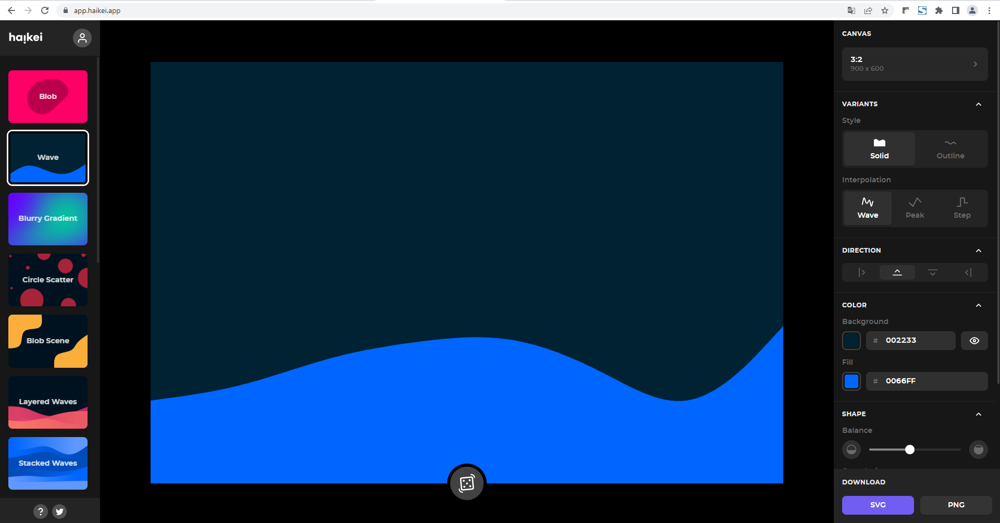 app.haikei.app
haikei
Blob
Wave
Blurry Gradient
Circle Scatter
Blob Scene
Layered Waves
Stacked Waves
?
CANVAS
3:2
900 x 600
VARIANTS
Style
Solid
Outline
Interpolation
Wave
Peak
Step
DIRECTION
COLOR
Background
# 002233
Fill
# 0066FF
SHAPE
Balance
DOWNLOAD
SVG
PNG